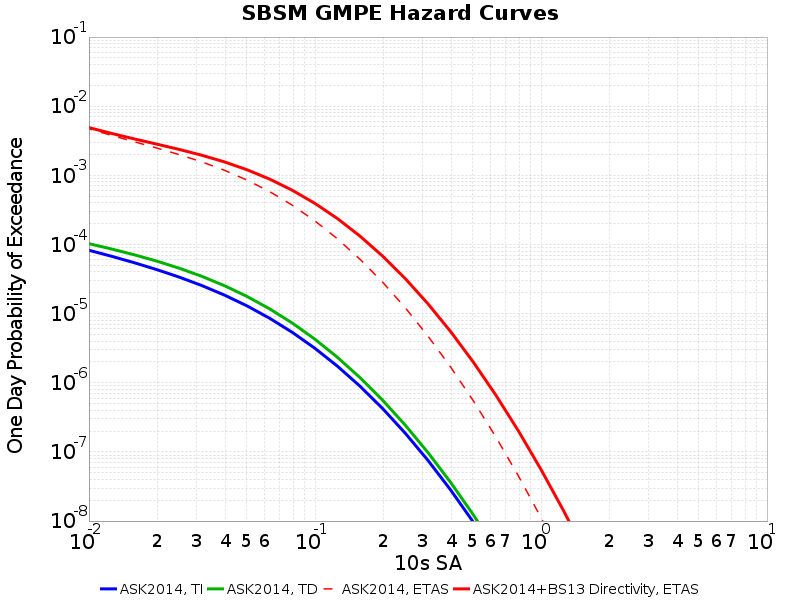 SBSM GMPE Hazard Curves
One Day Probability of Exceedance
10^-1
10^-2
10^-3
10^-4
10^-5
10^-6
10^-7
10^-8
10^-2 2 3 4 5 6 10^-1 2 3 4 5 6 7 10^0 2 3 4 5 6 7 10^1
10s SA
ASK2014, TI ASK2014, TD ASK2014, ETAS ASK2014+BS13 Directivity, ETAS